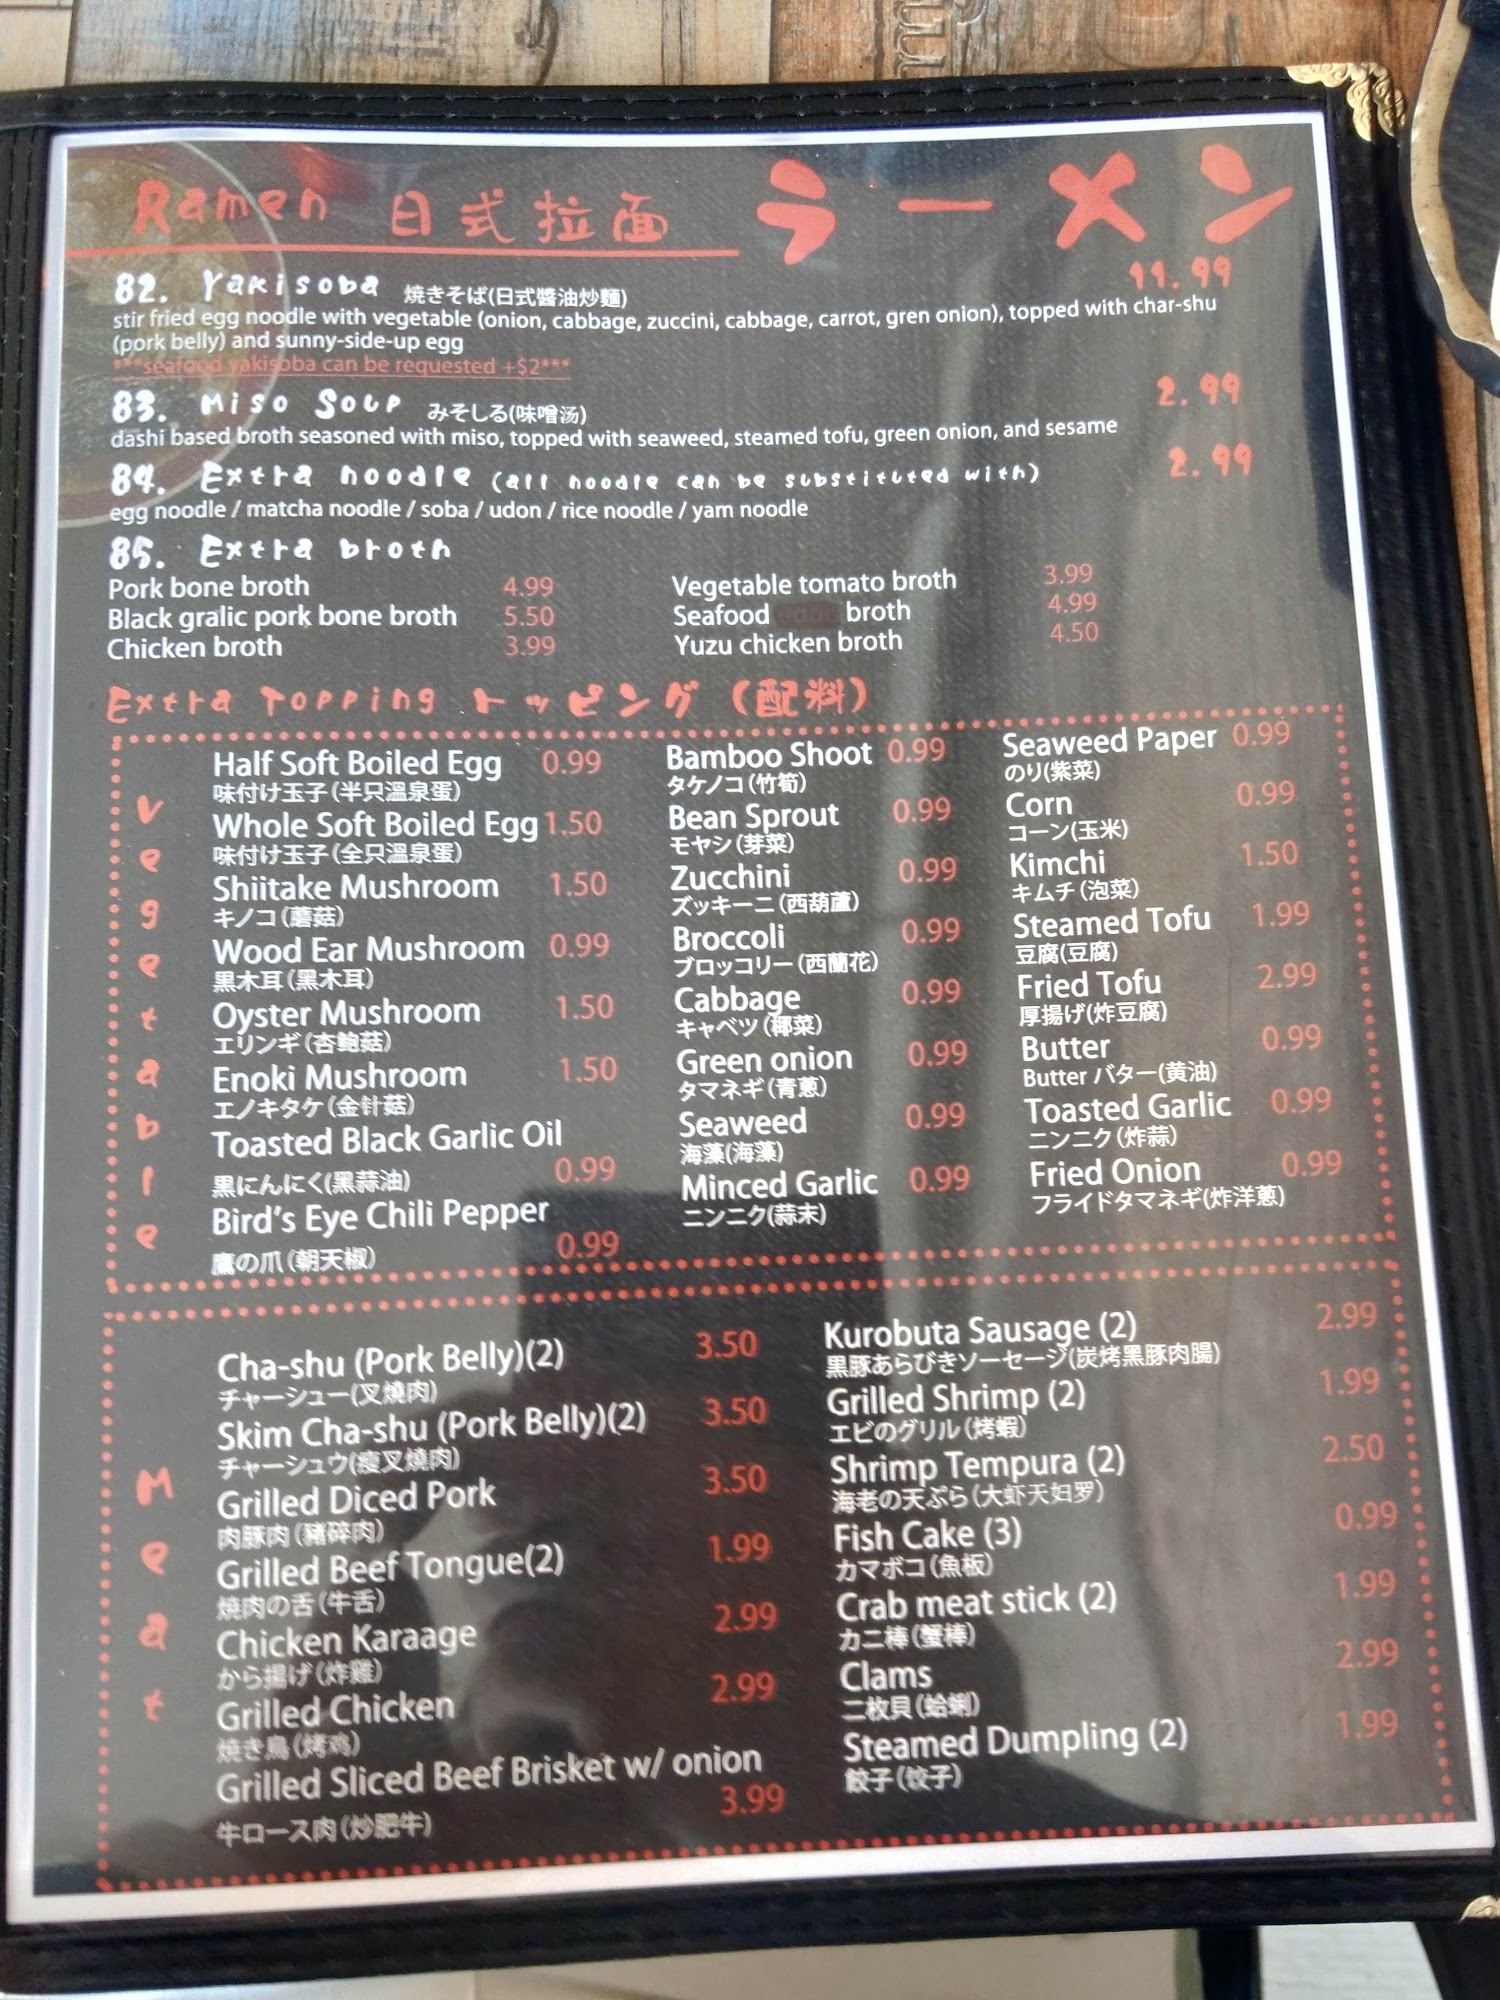 Ramen 日式拉面 ラーメン
82. Yakisoba 焼きそば(日式醬油炒麵) 11.99
stir fried egg noodle with vegetable (onion, cabbage, zuccini, cabbage, carrot, gren onion), topped with char-shu
(pork belly) and sunny-side-up egg
***seafood yakisoba can be requested +$2***
83. Miso Soup みそしる(味噌汤) 2.99
dashi based broth seasoned with miso, topped with seaweed, steamed tofu, green onion, and sesame
84. Extra noodle (all noodle can be substituted with) 2.99
egg noodle / matcha noodle / soba / udon / rice noodle / yam noodle
85. Extra broth
Pork bone broth 4.99 Vegetable tomato broth 3.99
Black gralic pork bone broth 5.50 Seafood broth 4.99
Chicken broth 3.99 Yuzu chicken broth 4.50
Extra Topping トッピング (配料)
Vegetable
Half Soft Boiled Egg 0.99
味付け玉子(半只溫泉蛋)
Whole Soft Boiled Egg 1.50
味付け玉子(全只溫泉蛋)
Shiitake Mushroom 1.50
キノコ(蘑菇)
Wood Ear Mushroom 0.99
黒木耳(黑木耳)
Oyster Mushroom 1.50
エリンギ(杏鮑菇)
Enoki Mushroom 1.50
エノキタケ(金针菇)
Toasted Black Garlic Oil
黒にんにく(黑蒜油) 0.99
Bird's Eye Chili Pepper
鷹の爪(朝天椒) 0.99
Bamboo Shoot 0.99
タケノコ(竹筍)
Bean Sprout 0.99
モヤシ(芽菜)
Zucchini 0.99
ズッキーニ(西葫蘆)
Broccoli 0.99
ブロッコリー(西蘭花)
Cabbage 0.99
キャベツ(椰菜)
Green onion 0.99
タマネギ(青蔥)
Seaweed 0.99
海藻(海藻)
Minced Garlic 0.99
ニンニク(蒜末)
Seaweed Paper 0.99
のり(紫菜)
Corn 0.99
コーン(玉米)
Kimchi 1.50
キムチ(泡菜)
Steamed Tofu 1.99
豆腐(豆腐)
Fried Tofu 2.99
厚揚げ(炸豆腐)
Butter 0.99
Butter バター(黄油)
Toasted Garlic 0.99
ニンニク(炸蒜)
Fried Onion 0.99
フライドタマネギ(炸洋蔥)
Meat
Cha-shu (Pork Belly)(2) 3.50
チャーシュー(叉燒肉)
Skim Cha-shu (Pork Belly)(2) 3.50
チャーシュウ(瘦叉燒肉)
Grilled Diced Pork 3.50
肉豚肉(豬碎肉)
Grilled Beef Tongue(2) 1.99
燒肉の舌(牛舌)
Chicken Karaage 2.99
から揚げ(炸雞)
Grilled Chicken 2.99
焼き鳥(烤鸡)
Grilled Sliced Beef Brisket w/ onion
牛ロース肉(炒肥牛) 3.99
Kurobuta Sausage (2) 2.99
黒豚あらびきソーセージ(炭烤黑豚肉腸)
Grilled Shrimp (2) 1.99
エビのグリル(烤蝦)
Shrimp Tempura (2) 2.50
海老の天ぷら(大虾天妇罗)
Fish Cake (3) 0.99
カマボコ(魚板)
Crab meat stick (2) 1.99
カニ棒(蟹棒)
Clams 2.99
二枚貝(蛤蜊)
Steamed Dumpling (2) 1.99
餃子(饺子)